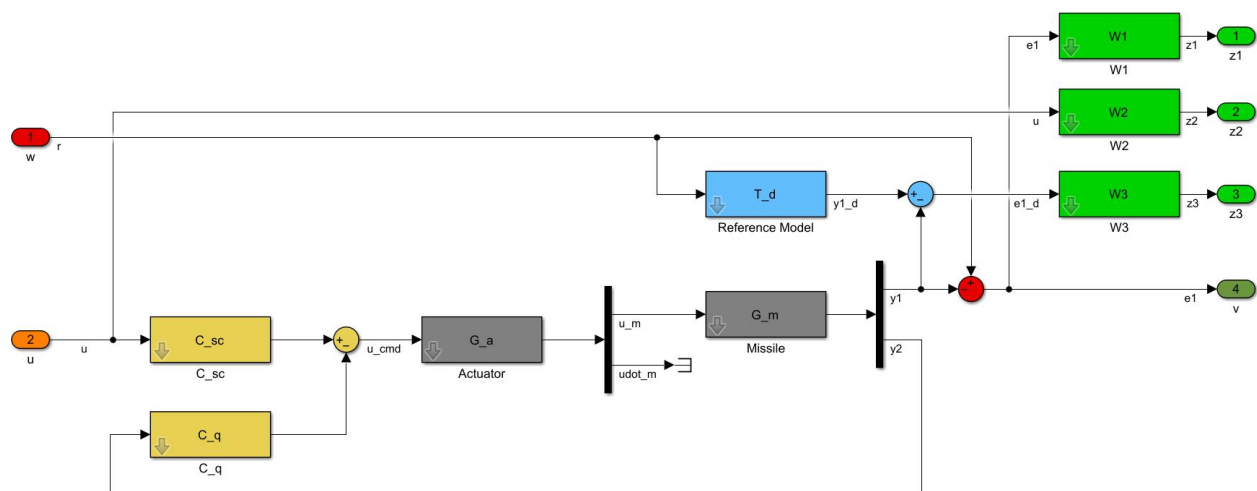 W1
e1
z1
1
W1
z1
W2
u
z2
2
W2
z2
1
r
w
T_d
+
-
W3
y1_d
e1_d
z3
3
Reference Model
W3
z3
y1
+
-
e1
4
v
2
u
u
C_sc
+
-
u_cmd
G_a
u_m
G_m
C_sc
Actuator
udot_m
Missile
y2
C_q
C_q